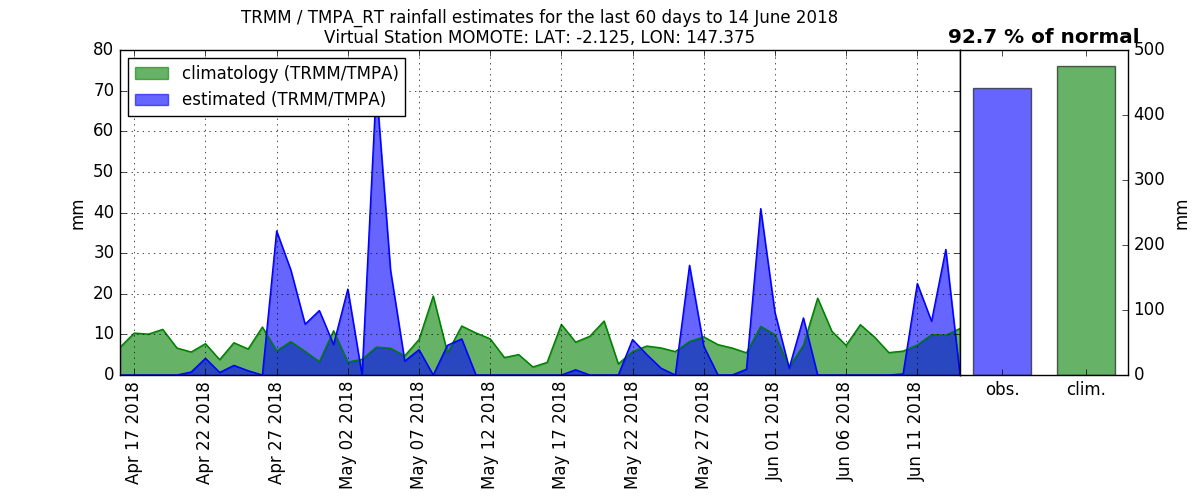 TRMM / TMPA_RT rainfall estimates for the last 60 days to 14 June 2018
Virtual Station MOMOTE: LAT: -2.125, LON: 147.375
92.7 % of normal
climatology (TRMM/TMPA)
estimated (TRMM/TMPA)
mm
80
70
60
50
40
30
20
10
0
Apr 17 2018
Apr 22 2018
Apr 27 2018
May 02 2018
May 07 2018
May 12 2018
May 17 2018
May 22 2018
May 27 2018
Jun 01 2018
Jun 06 2018
Jun 11 2018
obs.
clim.
500
400
300
200
100
0
mm